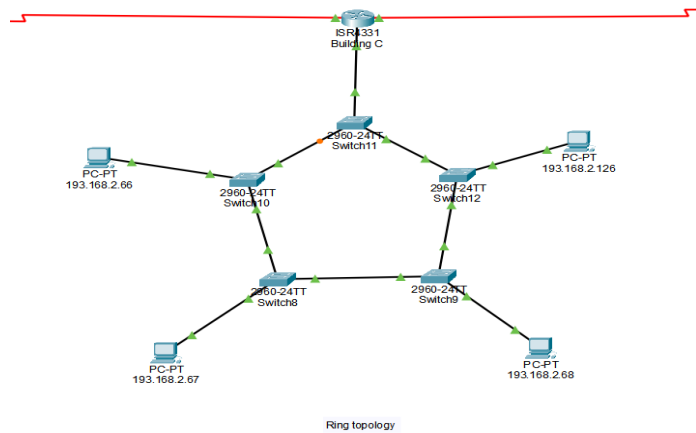 ISR4331
Building C
2960-24TT
Switch11
PC-PT
193.168.2.66
PC-PT
193.168.2.126
2960-24TT
Switch10
2960-24TT
Switch12
2960-24TT
Switch8
2960-24TT
Switch9
PC-PT
193.168.2.67
PC-PT
193.168.2.68
Ring topology